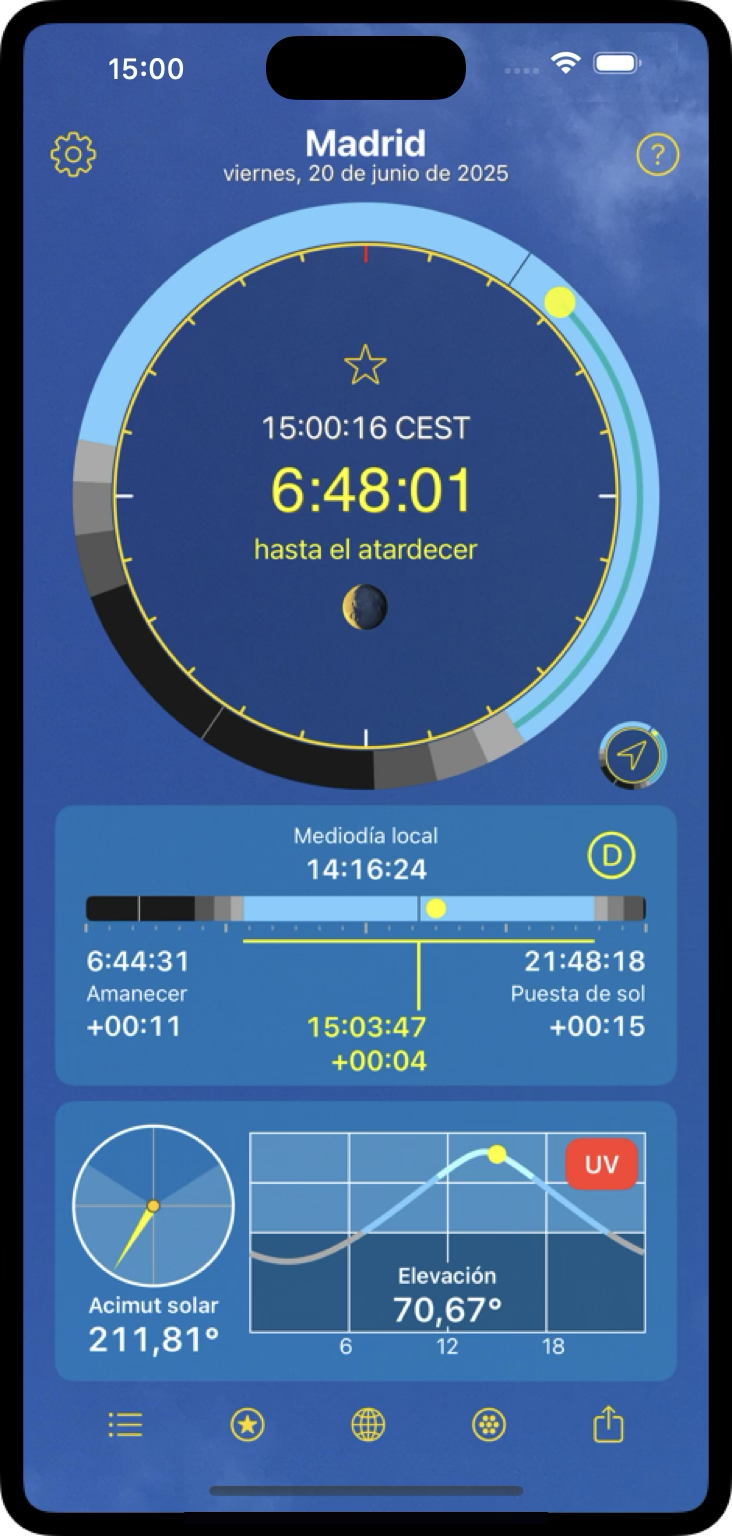 15:00
Madrid
?
viernes, 20 de junio de 2025
15:00:16 CEST
6:48:01
hasta el atardecer
Mediodía local
14:16:24
D
6:44:31
21:48:18
Amanecer
Puesta de sol
+00:11
15:03:47
+00:15
+00:04
UV
Elevación
70,67°
Acimut solar
211,81°
6 12 18